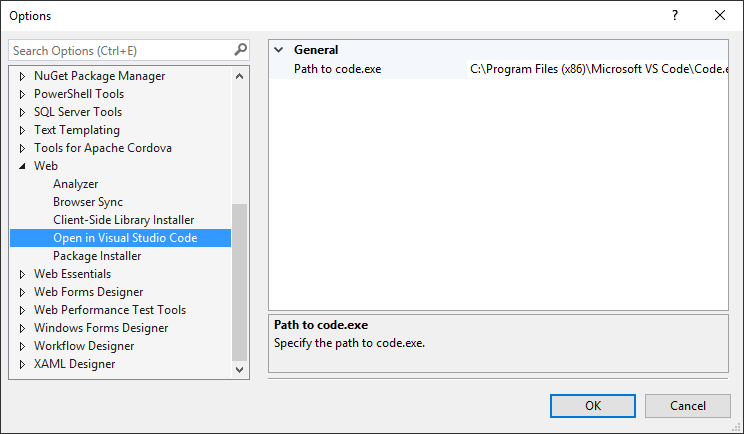 Options
Search Options (Ctrl+E)
NuGet Package Manager
PowerShell Tools
SQL Server Tools
Text Templating
Tools for Apache Cordova
Web
Analyzer
Browser Sync
Client-Side Library Installer
Open in Visual Studio Code
Package Installer
Web Essentials
Web Forms Designer
Web Performance Test Tools
Windows Forms Designer
Workflow Designer
XAML Designer
General
Path to code.exe C:\Program Files (x86)\Microsoft VS Code\Code.e
Path to code.exe
Specify the path to code.exe.
OK Cancel